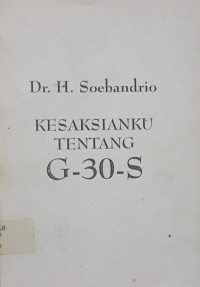 Dr. H. Soebandrio
KESAKSIANKU
TENTANG
G-30-S